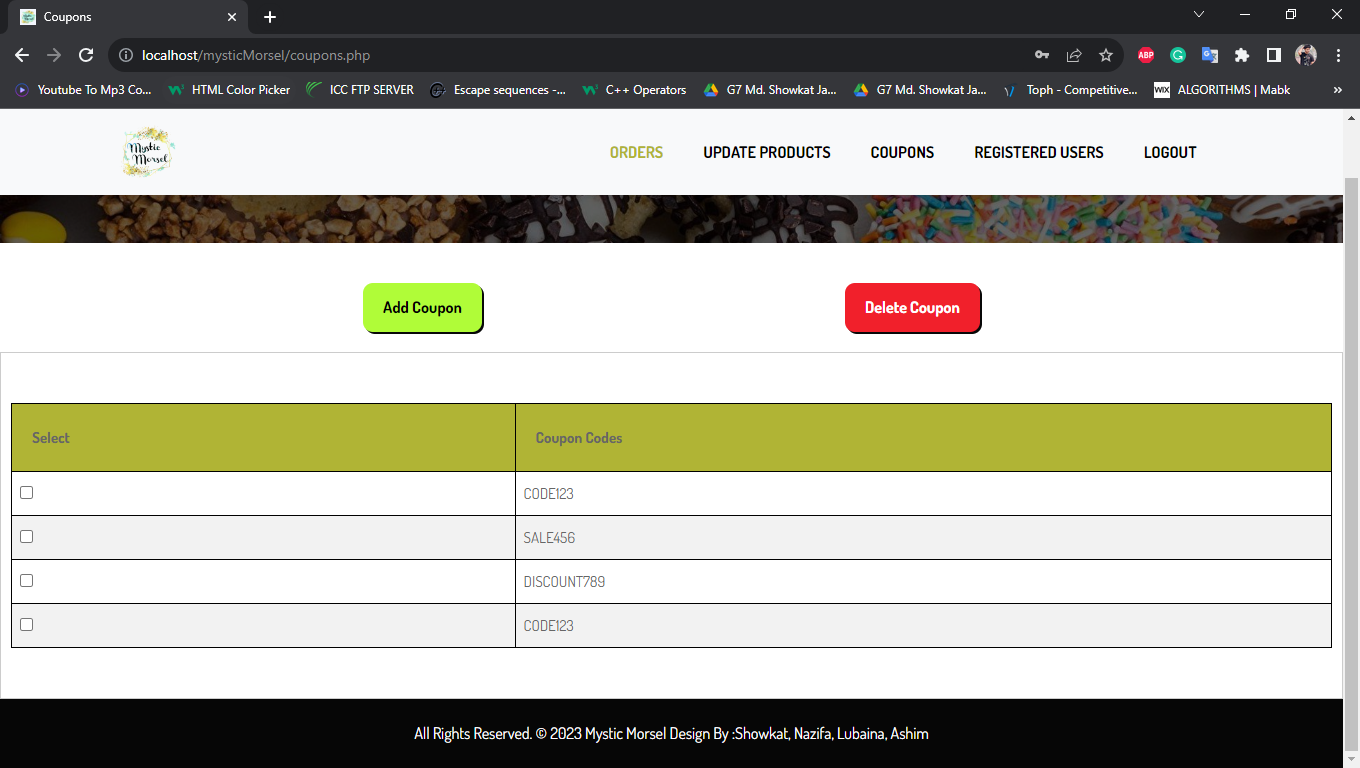 Coupons
localhost/mysticMorsel/coupons.php
ABP
Youtube To Mp3 Co... HTML Color Picker ICC FTP SERVER Escape sequences -... C++ Operators G7 Md. Showkat Ja... G7 Md. Showkat Ja... Toph - Competitive... WIX ALGORITHMS | Mabk »
Mystic
Morsel
ORDERS UPDATE PRODUCTS COUPONS REGISTERED USERS LOGOUT
Add Coupon Delete Coupon
Select Coupon Codes
CODE123
SALE456
DISCOUNT789
CODE123
All Rights Reserved. © 2023 Mystic Morsel Design By :Showkat, Nazifa, Lubaina, Ashim